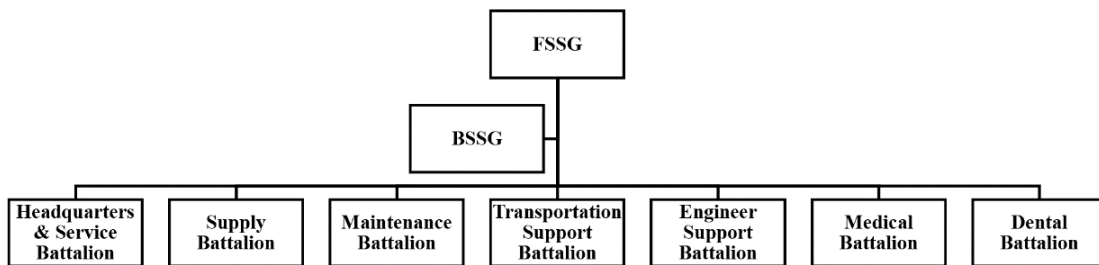 FSSG
BSSG
Headquarters
& Service
Battalion
Supply
Battalion
Maintenance
Battalion
Transportation
Support
Battalion
Engineer
Support
Battalion
Medical
Battalion
Dental
Battalion